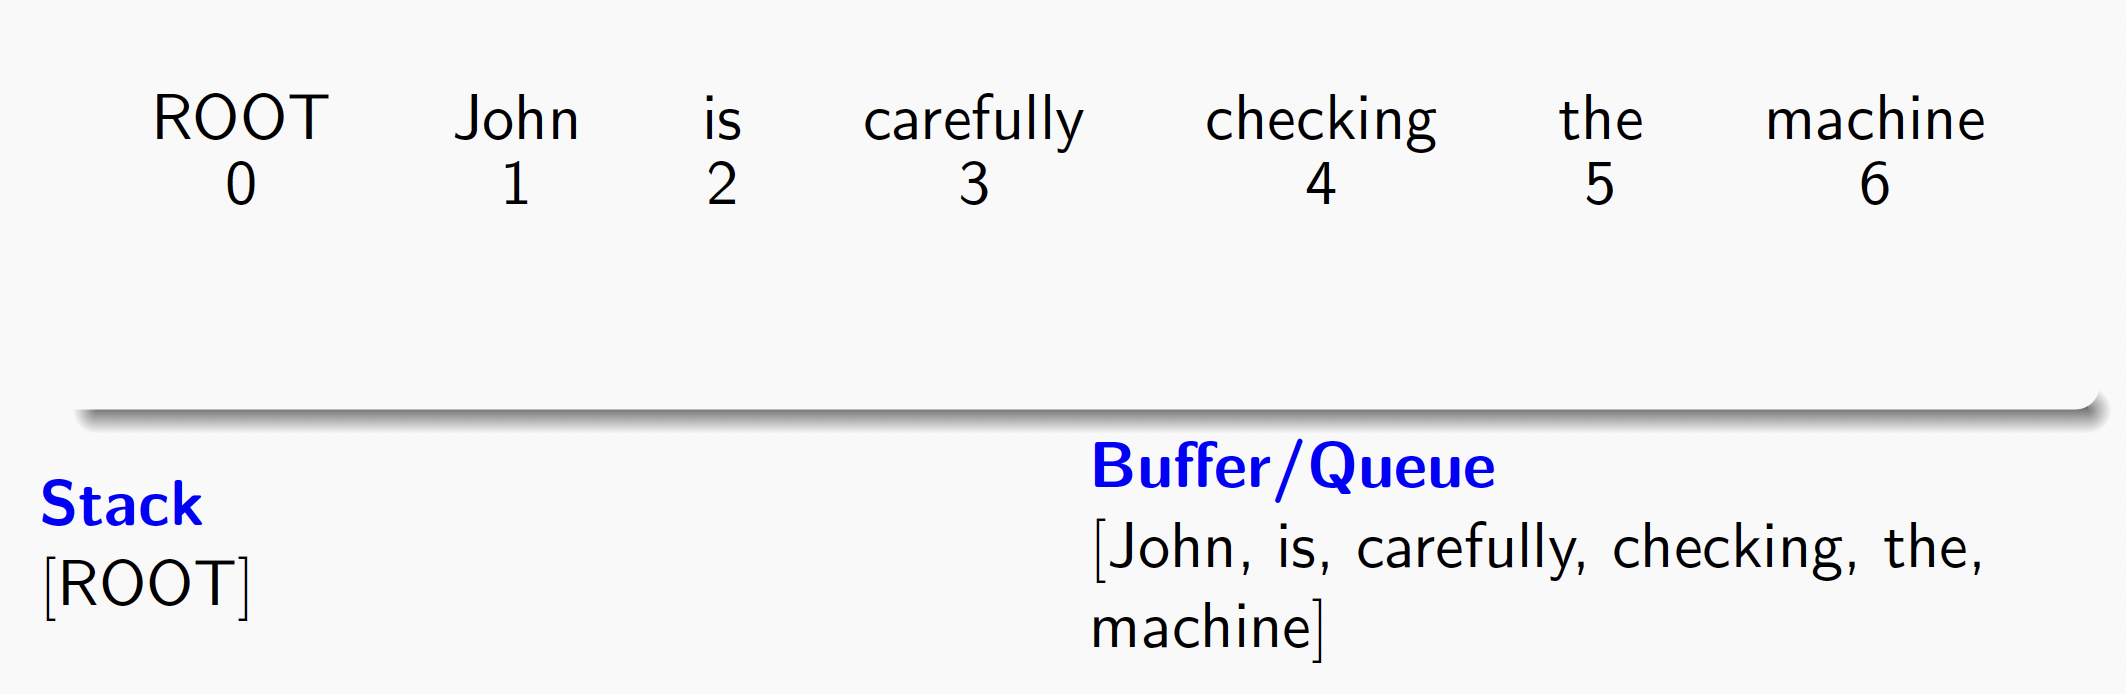 ROOT John is carefully checking the machine
0 1 2 3 4 5 6
Stack
[ROOT]
Buffer/Queue
[John, is, carefully, checking, the,
machine]